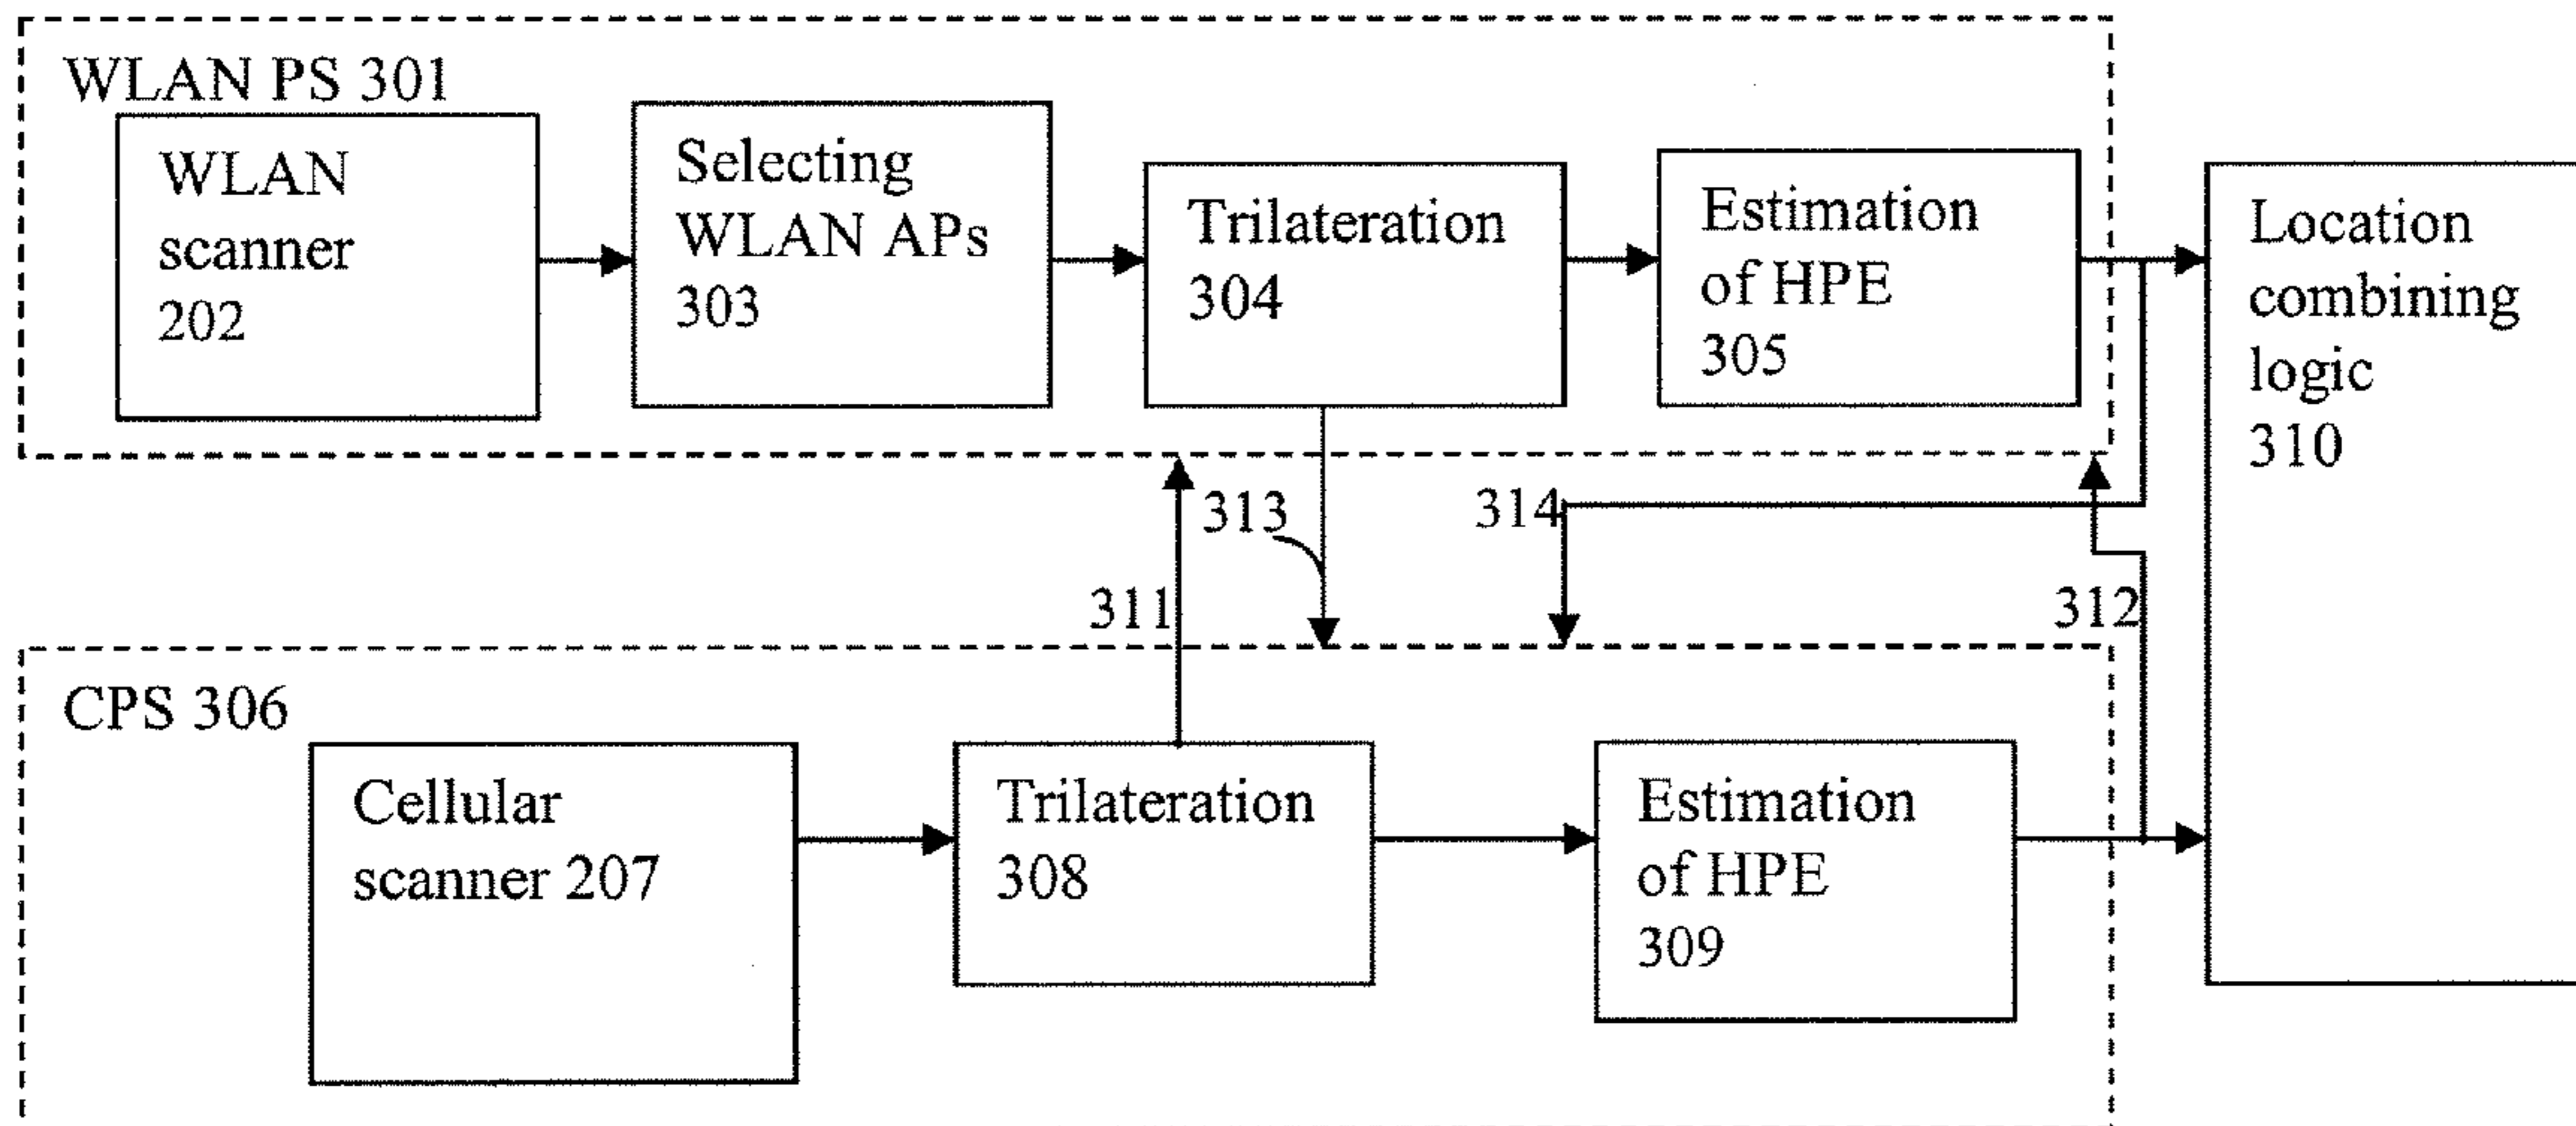 WLAN PS 301
WLAN
scanner
202
Selecting
WLAN APs
303
Trilateration
304
Estimation
of HPE
305
Location
combining
logic
310
313
314
311
312
CPS 306
Cellular
scanner 207
Trilateration
308
Estimation
of HPE
309